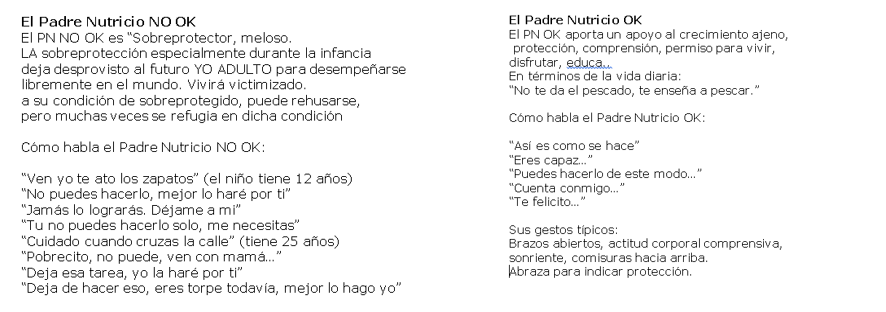 El Padre Nutricio NO OK
El PN NO OK es “Sobreprotector, meloso.
LA sobreprotección especialmente durante la infancia
deja desprovisto al futuro YO ADULTO para desempeñarse
libremente en el mundo. Vivirá victimizado.
a su condición de sobreprotegido, puede rehusarse,
pero muchas veces se refugia en dicha condición
Cómo habla el Padre Nutricio NO OK:
“Ven yo te ato los zapatos” (el niño tiene 12 años)
“No puedes hacerlo, mejor lo haré por ti”
“Jamás lo lograrás. Déjame a mi”
“Tu no puedes hacerlo solo, me necesitas”
“Cuidado cuando cruzas la calle” (tiene 25 años)
“Pobrecito, no puede, ven con mamá...”
“Deja esa tarea, yo la haré por ti”
“Deja de hacer eso, eres torpe todavía, mejor lo hago yo”
El Padre Nutricio OK
El PN OK aporta un apoyo al crecimiento ajeno,
protección, comprensión, permiso para vivir,
disfrutar, educa..
En términos de la vida diaria:
“No te da el pescado, te enseña a pescar.”
Cómo habla el Padre Nutricio OK:
“Así es como se hace”
“Eres capaz...”
“Puedes hacerlo de este modo...”
“Cuenta conmigo...”
“Te felicito...”
Sus gestos típicos:
Brazos abiertos, actitud corporal comprensiva,
sonriente, comisuras hacia arriba.
Abraza para indicar protección.